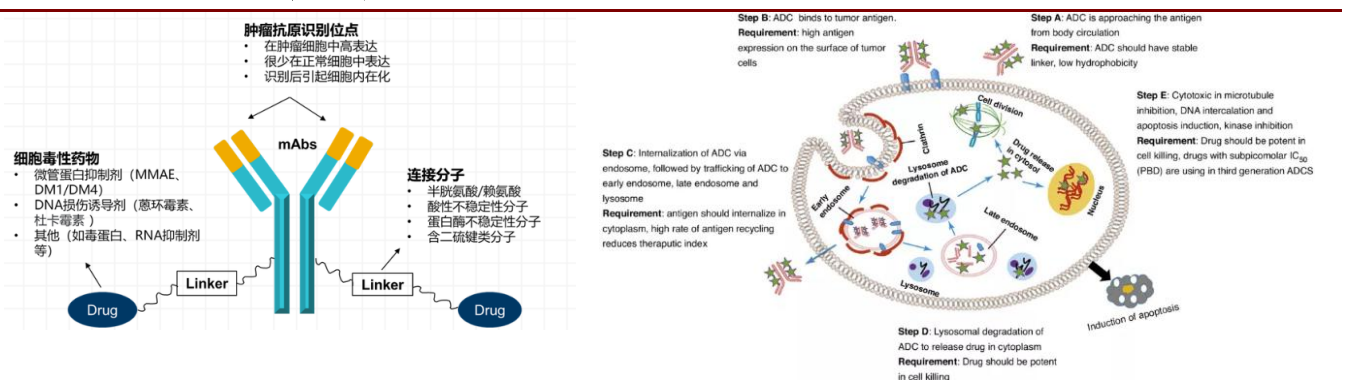 肿瘤抗原识别位点
• 在肿瘤细胞中高表达
• 很少在正常细胞中表达
• 识别后引起细胞内在化
mAbs
细胞毒性药物
• 微管蛋白抑制剂（MMAE、
DM1/DM4）
• DNA损伤诱导剂（蒽环霉素、
杜卡霉素 ）
• 其他（如毒蛋白、RNA抑制剂
等）
连接分子
• 半胱氨酸/赖氨酸
• 酸性不稳定性分子
• 蛋白酶不稳定性分子
• 含二硫键类分子
Linker
Linker
Drug
Drug
Step B: ADC binds to tumor antigen.
Requirement: high antigen
expression on the surface of tumor
cells
Step A: ADC is approaching the antigen
from body circulation
Requirement: ADC should have stable
linker, low hydrophobicity
Step E: Cytotoxic in microtubule
inhibition, DNA intercalation and
apoptosis induction, kinase inhibition
Requirement: Drug should be potent in
cell killing, drugs with subpicomolar IC50
(PBD) are using in third generation ADCS
Step C: Internalization of ADC via
endosome, followed by trafficking of ADC to
early endosome, late endosome and
lysosome
Requirement: antigen should internalize in
cytoplasm, high rate of antigen recycling
reduces theraputic index
Cell division
Clathrin
Drug release
in cytosol
Lysosome
degradation of ADC
Nucleus
Early
endosome
Late endosome
Lysosome
Induction of apoptosis
Step D: Lysosomal degradation of
ADC to release drug in cytoplasm
Requirement: Drug should be potent
in cell killing